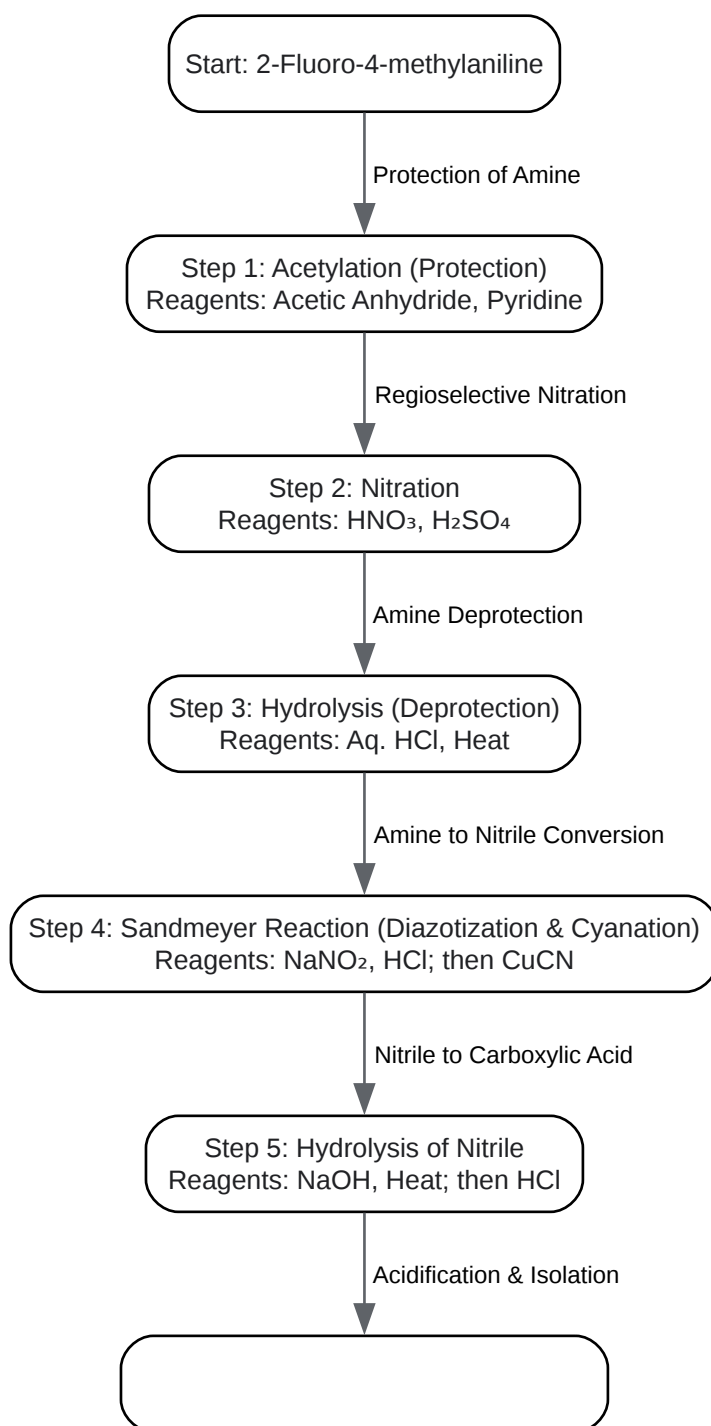 Start: 2-Fluoro-4-methylaniline
Protection of Amine
Step 1: Acetylation (Protection)
Reagents: Acetic Anhydride, Pyridine
Regioselective Nitration
Step 2: Nitration
Reagents: HNO₃, H₂SO₄
Amine Deprotection
Step 3: Hydrolysis (Deprotection)
Reagents: Aq. HCl, Heat
Amine to Nitrile Conversion
Step 4: Sandmeyer Reaction (Diazotization & Cyanation)
Reagents: NaNO₂, HCl; then CuCN
Nitrile to Carboxylic Acid
Step 5: Hydrolysis of Nitrile
Reagents: NaOH, Heat; then HCl
Acidification & Isolation